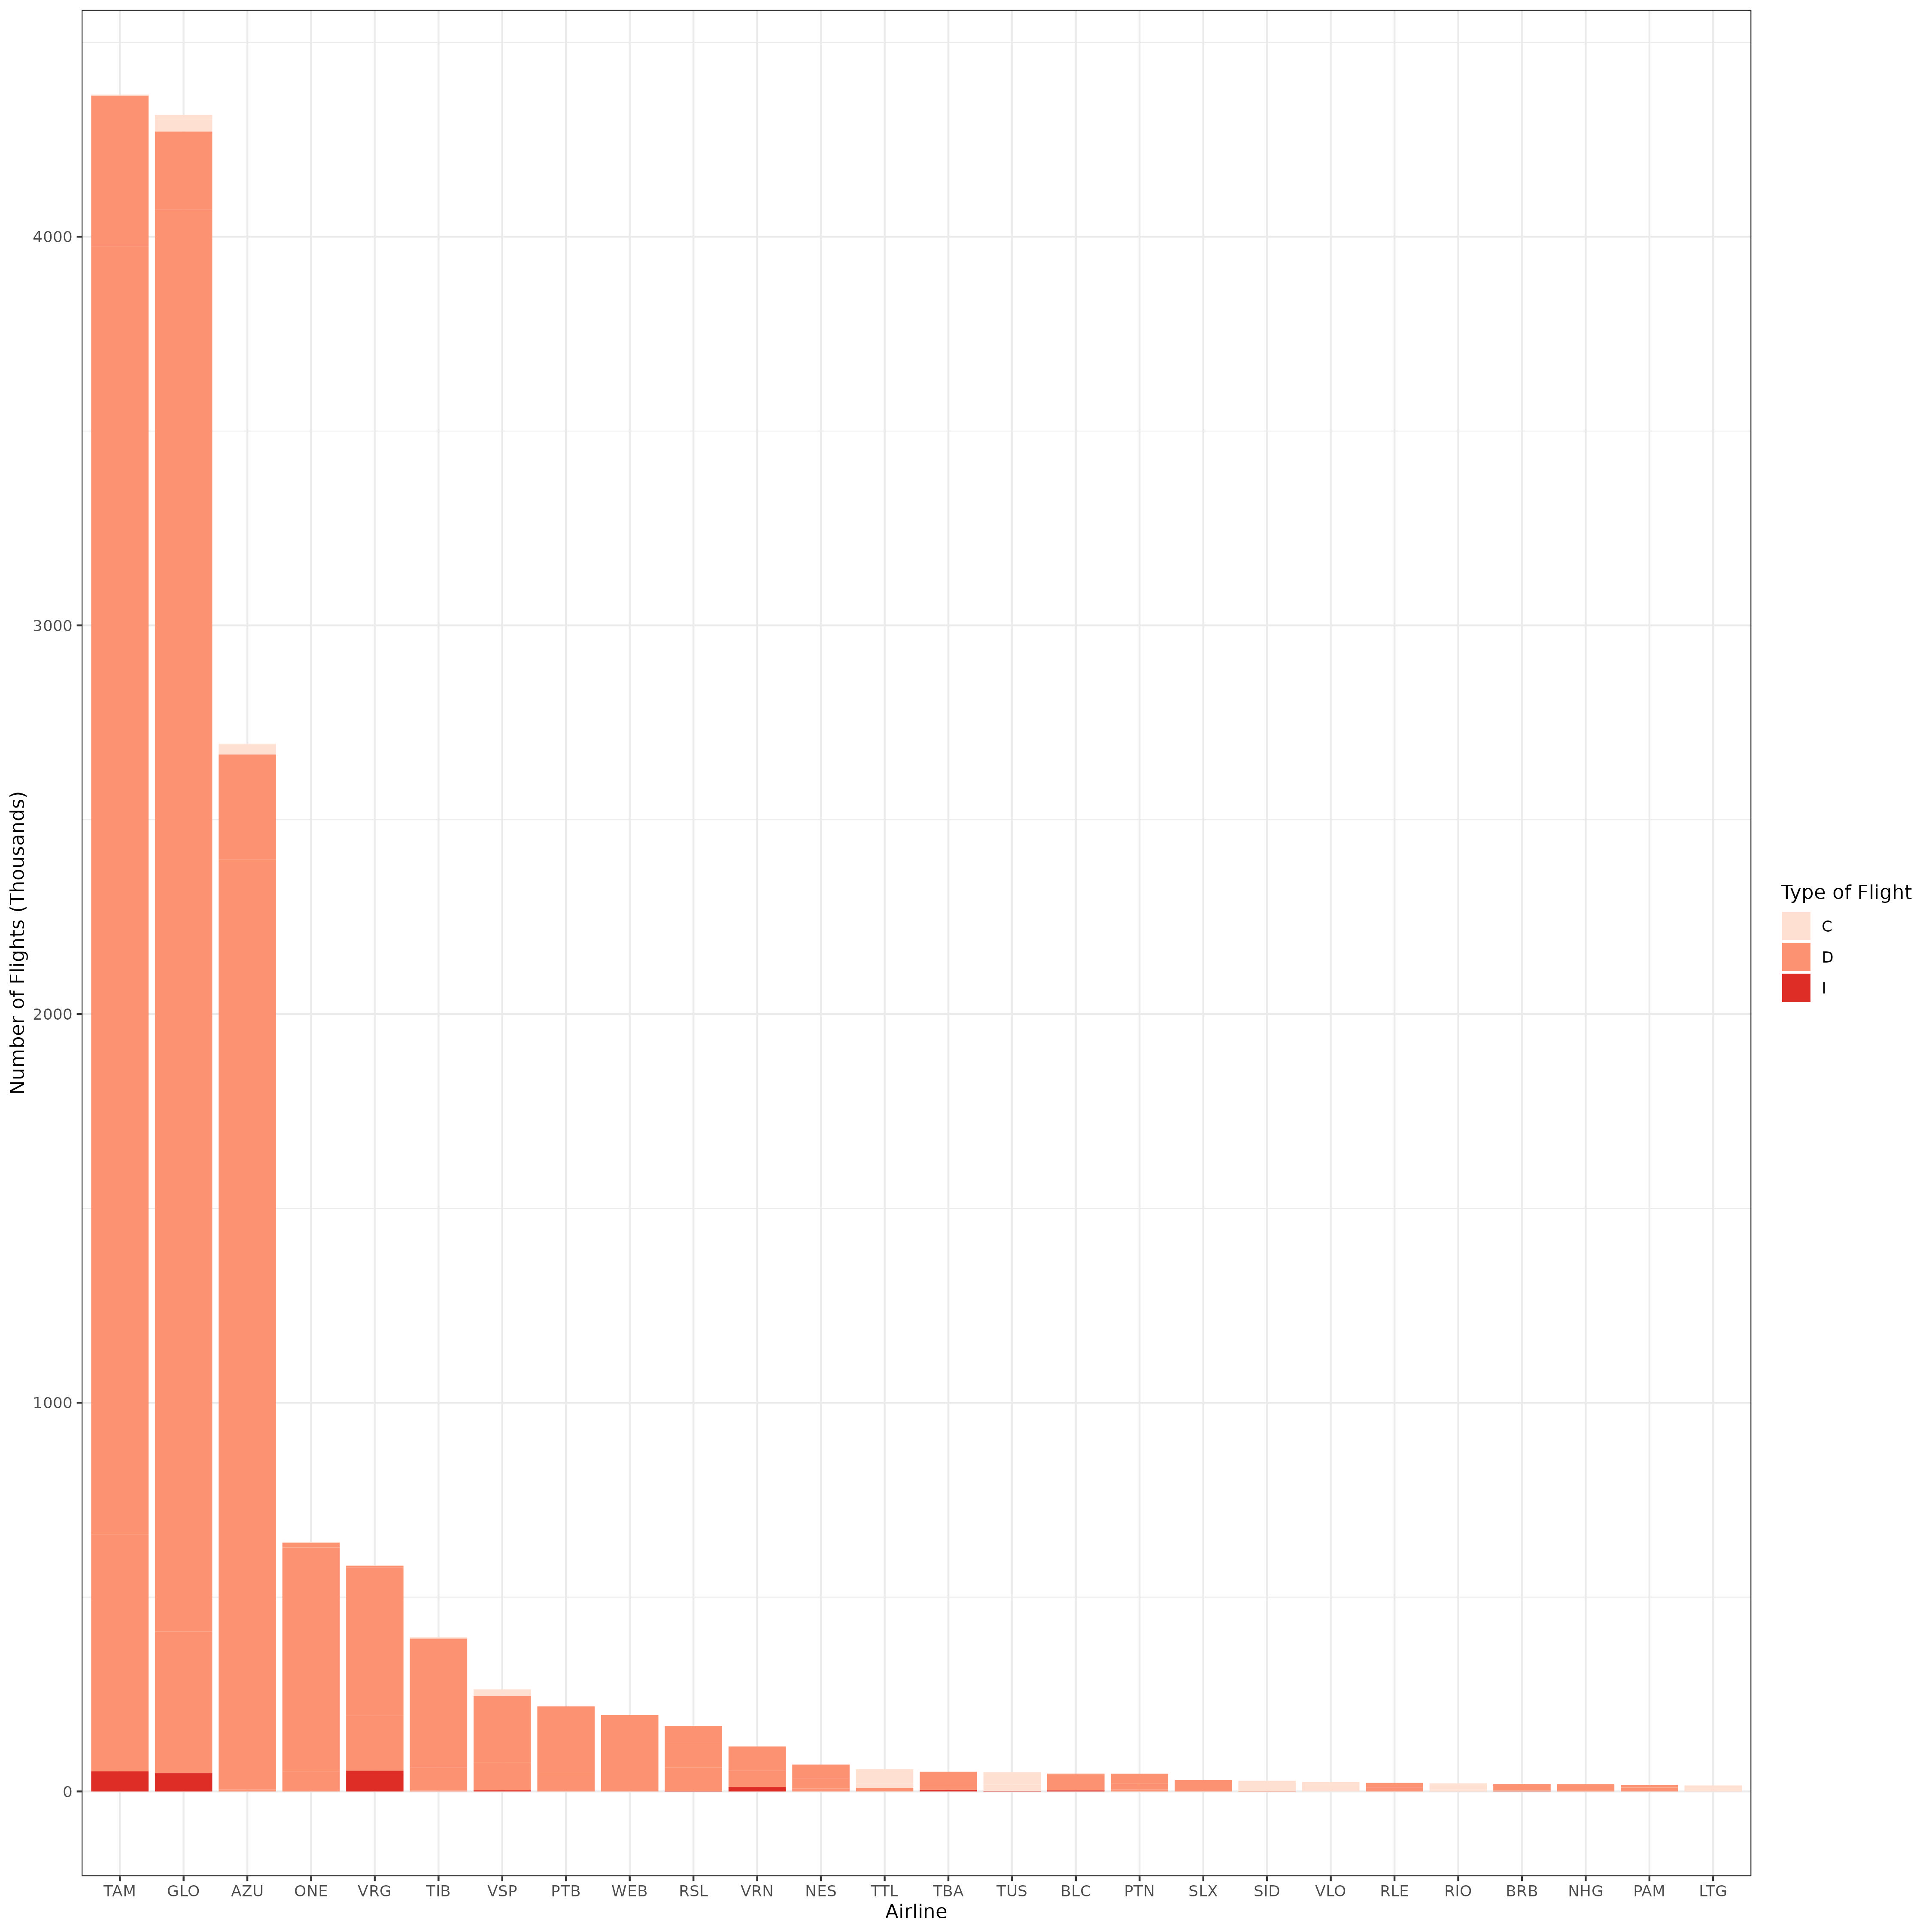 Number of Flights (Thousands)
4000
3000
2000
1000
0
TAM GLO AZU ONE VRG TIB VSP PTB WEB RSL VRN NES TTL TBA TUS BLC PTN SLX SID VLO RLE RIO BRB NHG PAM LTG
Airline
Type of Flight
C
D
I